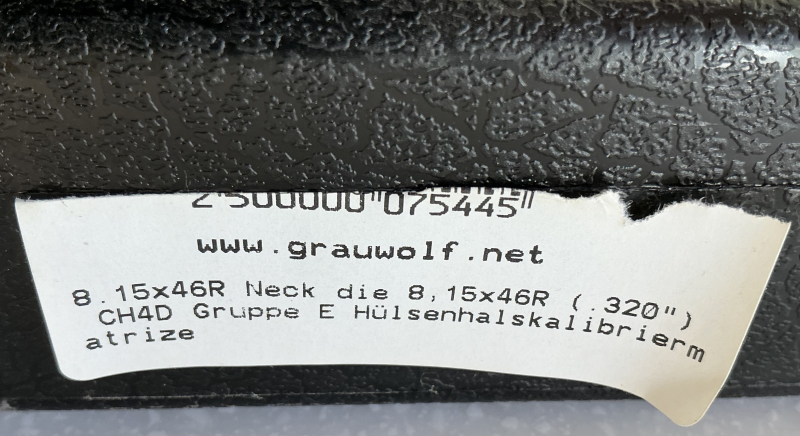 2"500000"075445"
www.grauwolf.net
8.15x46R Neck die 8,15x46R (.320")
CH4D Gruppe E Hülsenhalskalibrierm
atrize